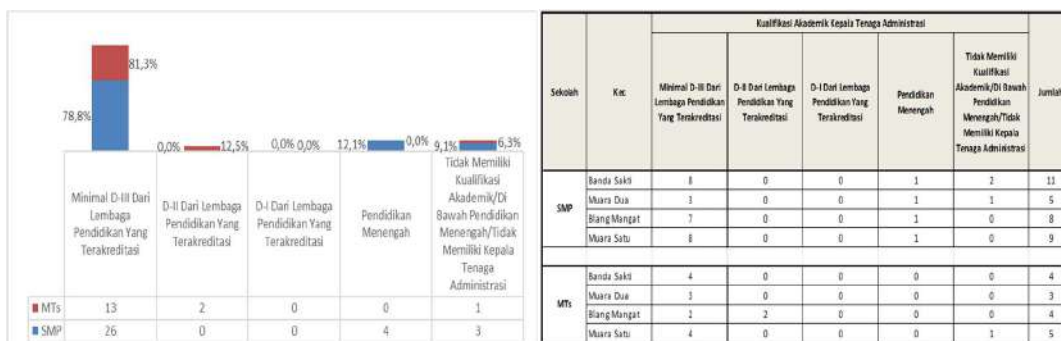 81,3%
78,8%
0,0% 12,5% 0,0% 0,0% 12,1% 0,0% 9,1% 6,3%
Minimal D-III Dari Lembaga Pendidikan Yang Terakreditasi
D-II Dari Lembaga Pendidikan Yang Terakreditasi
D-I Dari Lembaga Pendidikan Yang Terakreditasi
Pendidikan Menengah
Tidak Memiliki Kualifikasi Akademik/Di Bawah Pendidikan Menengah/Tidak Memiliki Kepala Tenaga Administrasi
MTs 13 2 0 0 1
SMP 26 0 0 4 3
Kualifikasi Akademik Kepala Tenaga Administrasi
Sekolah
Kec
Minimal D-III Dari Lembaga Pendidikan Yang Terakreditasi
D-II Dari Lembaga Pendidikan Yang Terakreditasi
D-I Dari Lembaga Pendidikan Yang Terakreditasi
Pendidikan Menengah
Tidak Memiliki Kualifikasi Akademik/Di Bawah Pendidikan Menengah/Tidak Memiliki Kepala Tenaga Administrasi
Jumlah
SMP
Banda Sakti 8 0 0 1 2 11
Muara Dua 3 0 0 1 1 5
Blang Mangat 7 0 0 1 0 8
Muara Satu 8 0 0 1 0 9
MTs
Banda Sakti 4 0 0 0 0 4
Muara Dua 3 0 0 0 0 3
Blang Mangat 2 2 0 0 0 4
Muara Satu 4 0 0 0 1 5